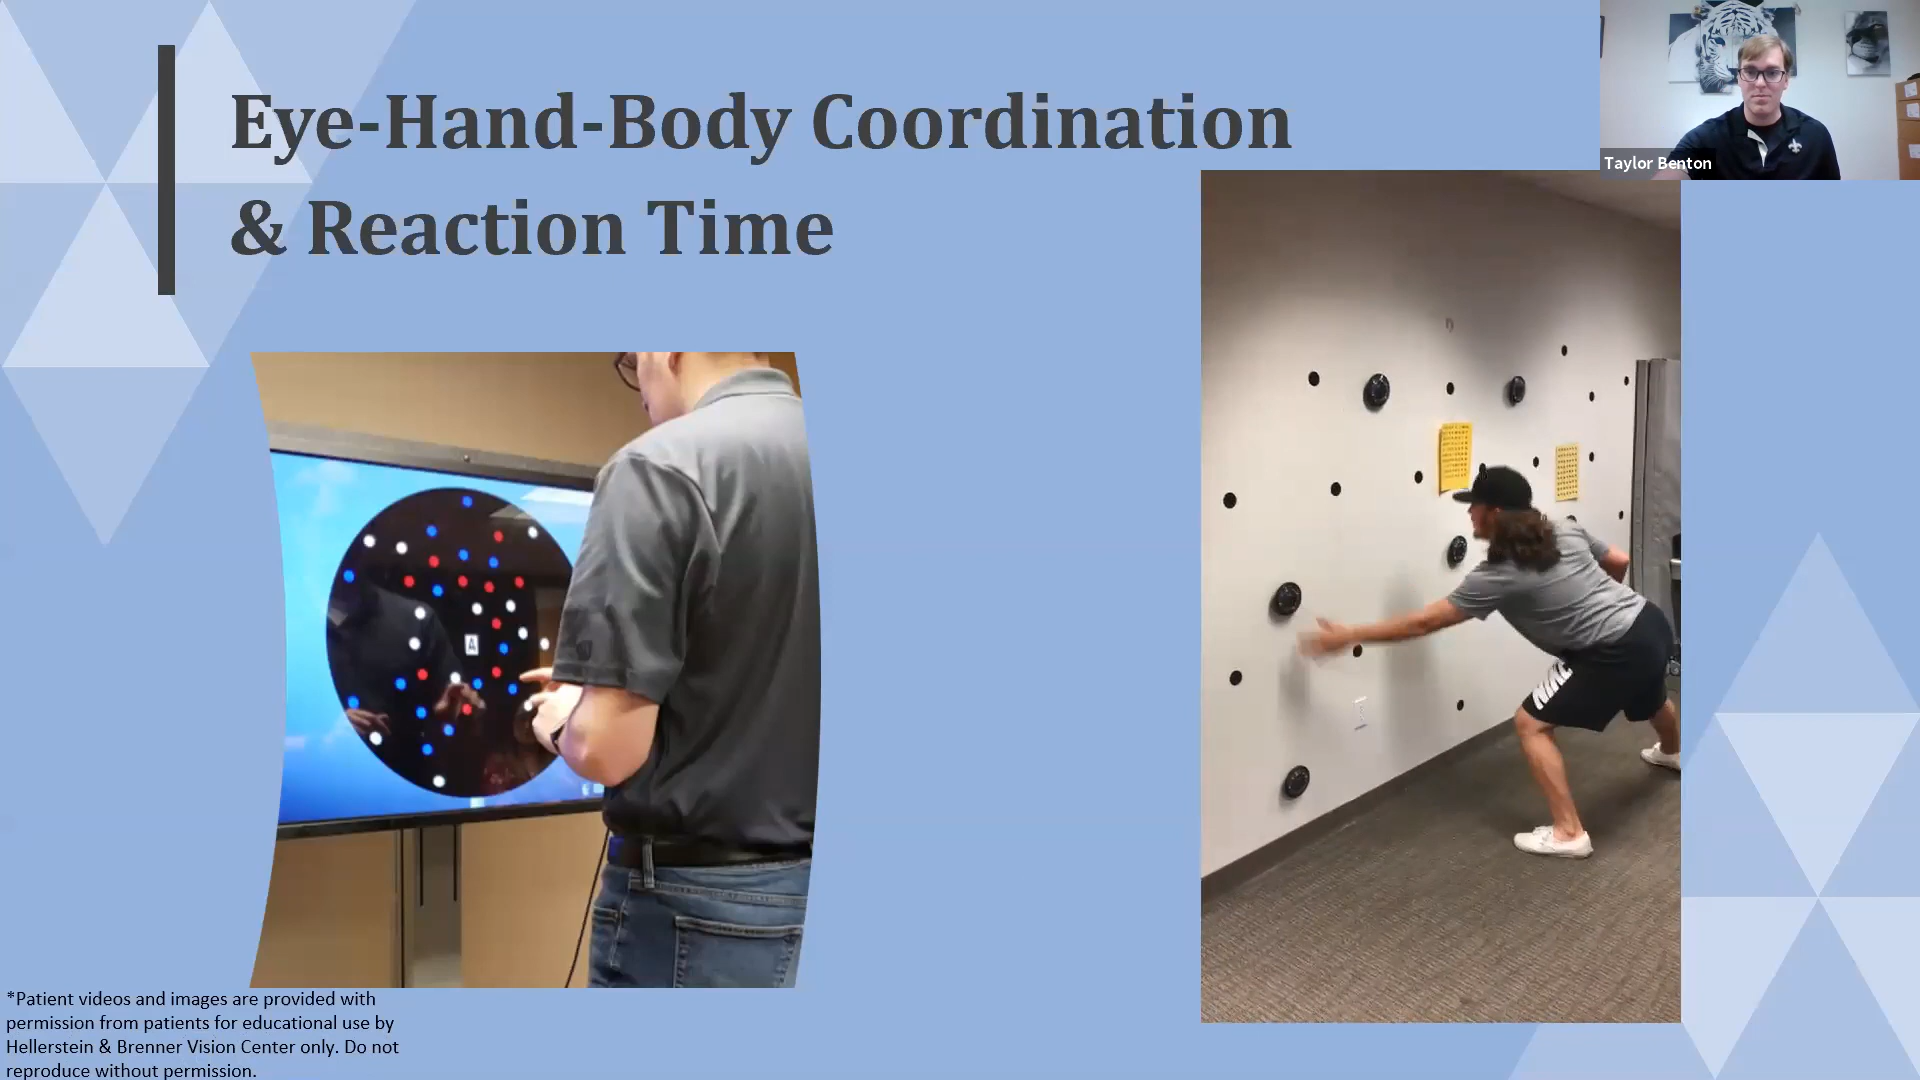 Eye-Hand-Body Coordination
& Reaction Time
Taylor Benton
A
NIKE
*Patient videos and images are provided with
permission from patients for educational use by
Hellerstein & Brenner Vision Center only. Do not
reproduce without permission.